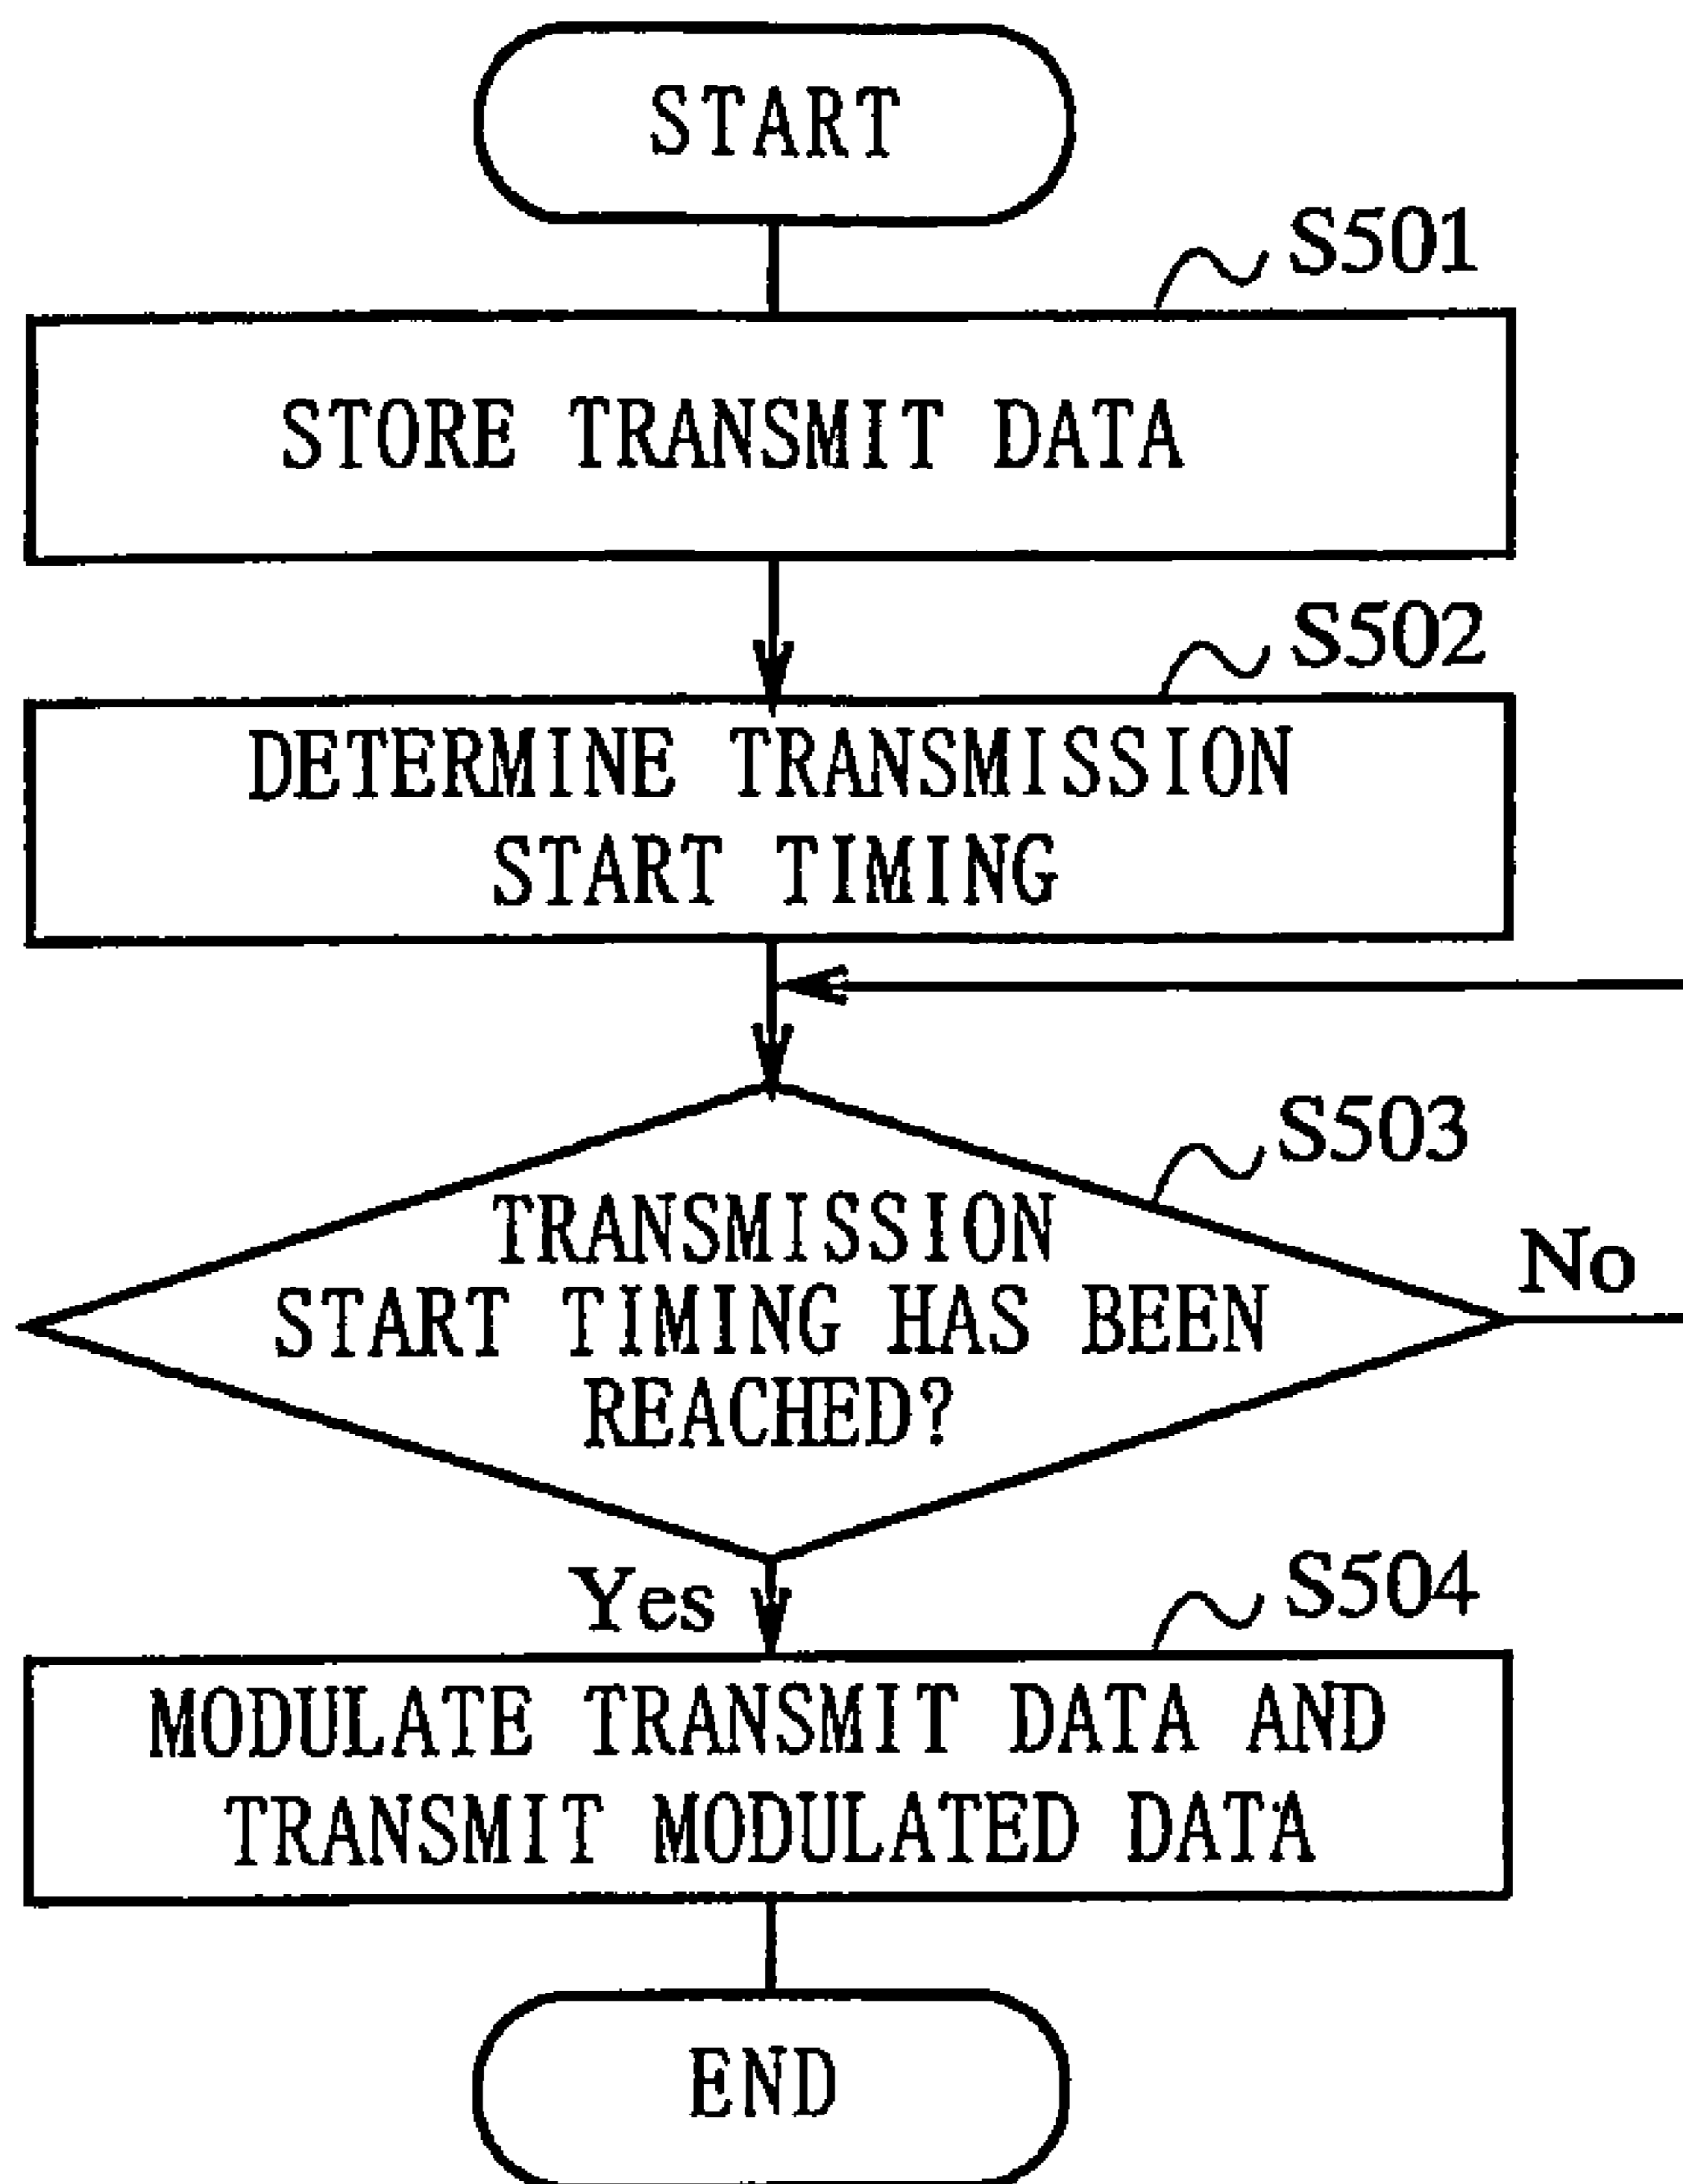 START
S501
STORE TRANSMIT DATA
S502
DETERMINE TRANSMISSION
START TIMING
S503
TRANSMISSION
START TIMING HAS BEEN
REACHED?
No
Yes
S504
MODULATE TRANSMIT DATA AND
TRANSMIT MODULATED DATA
END